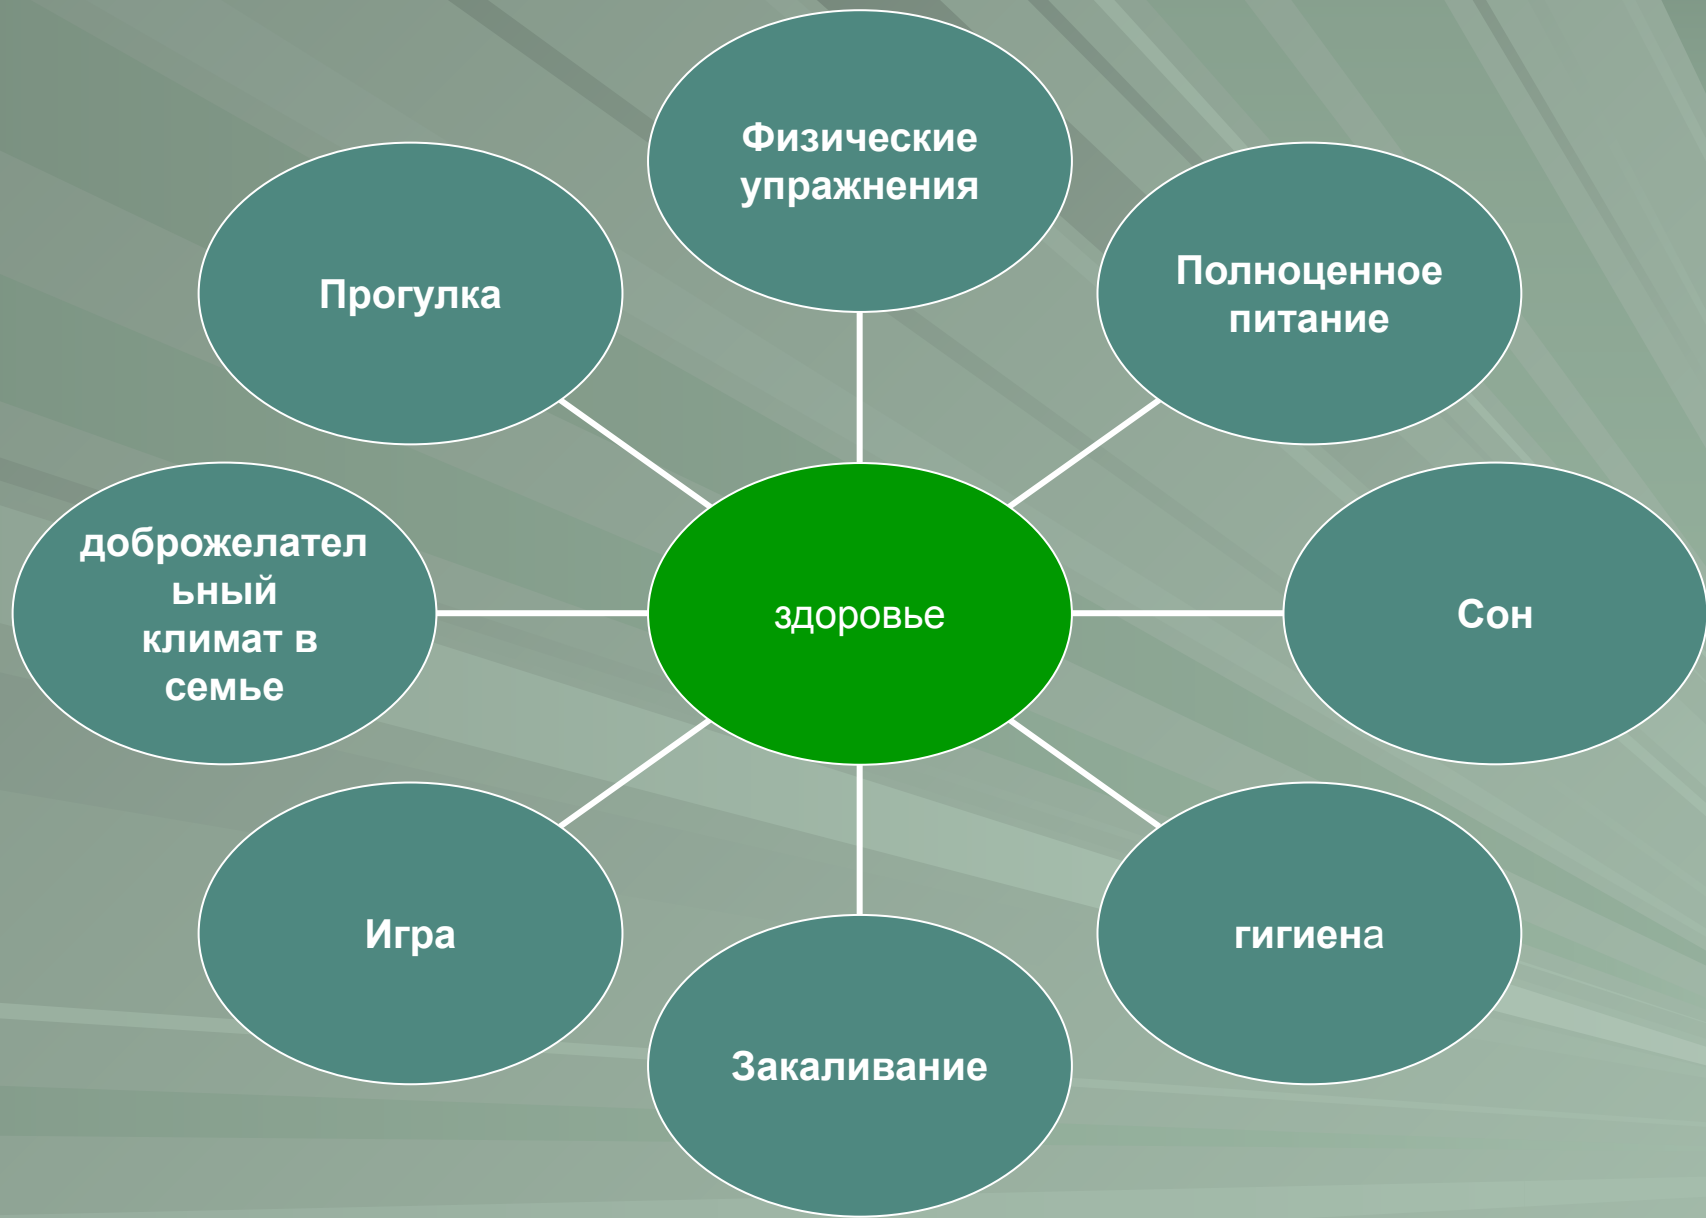 Физические
упражнения
Полноценное
питание
Прогулка
доброжелател
ьный
климат в
семье
здоровье
Сон
Игра
гигиена
Закаливание